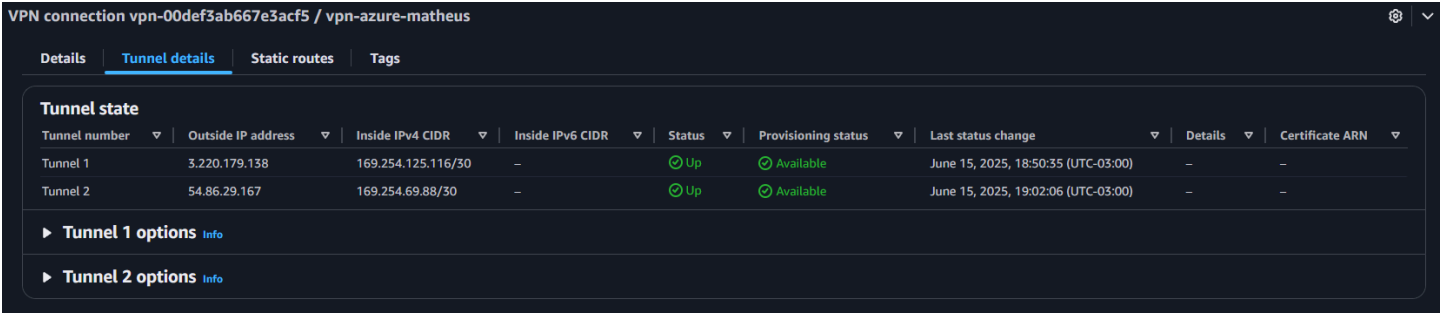 VPN connection vpn-00def3ab667e3acf5 / vpn-azure-matheus
Details Tunnel details Static routes Tags
Tunnel state
Tunnel number Outside IP address Inside IPv4 CIDR Inside IPv6 CIDR Status Provisioning status Last status change Details Certificate ARN
Tunnel 1 3.220.179.138 169.254.125.116/30 – Up Available June 15, 2025, 18:50:35 (UTC-03:00) – –
Tunnel 2 54.86.29.167 169.254.69.88/30 – Up Available June 15, 2025, 19:02:06 (UTC-03:00) – –
Tunnel 1 options Info
Tunnel 2 options Info